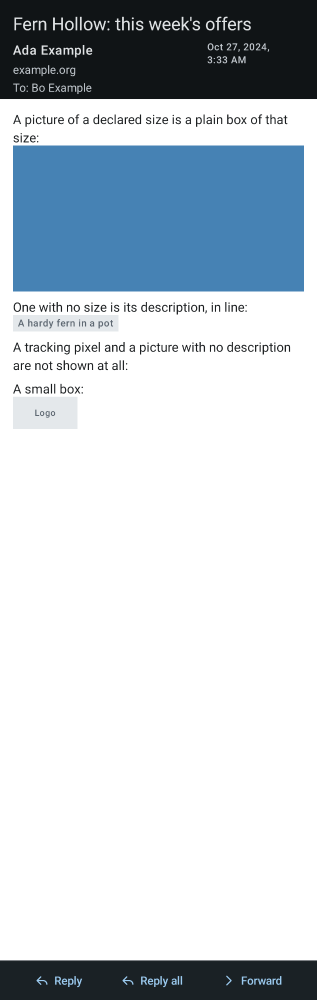 Fern Hollow: this week's offers
Ada Example
Oct 27, 2024,
3:33 AM
example.org
To: Bo Example
A picture of a declared size is a plain box of that
size:
One with no size is its description, in line:
A hardy fern in a pot
A tracking pixel and a picture with no description
are not shown at all:
A small box:
Logo
Reply
Reply all
Forward